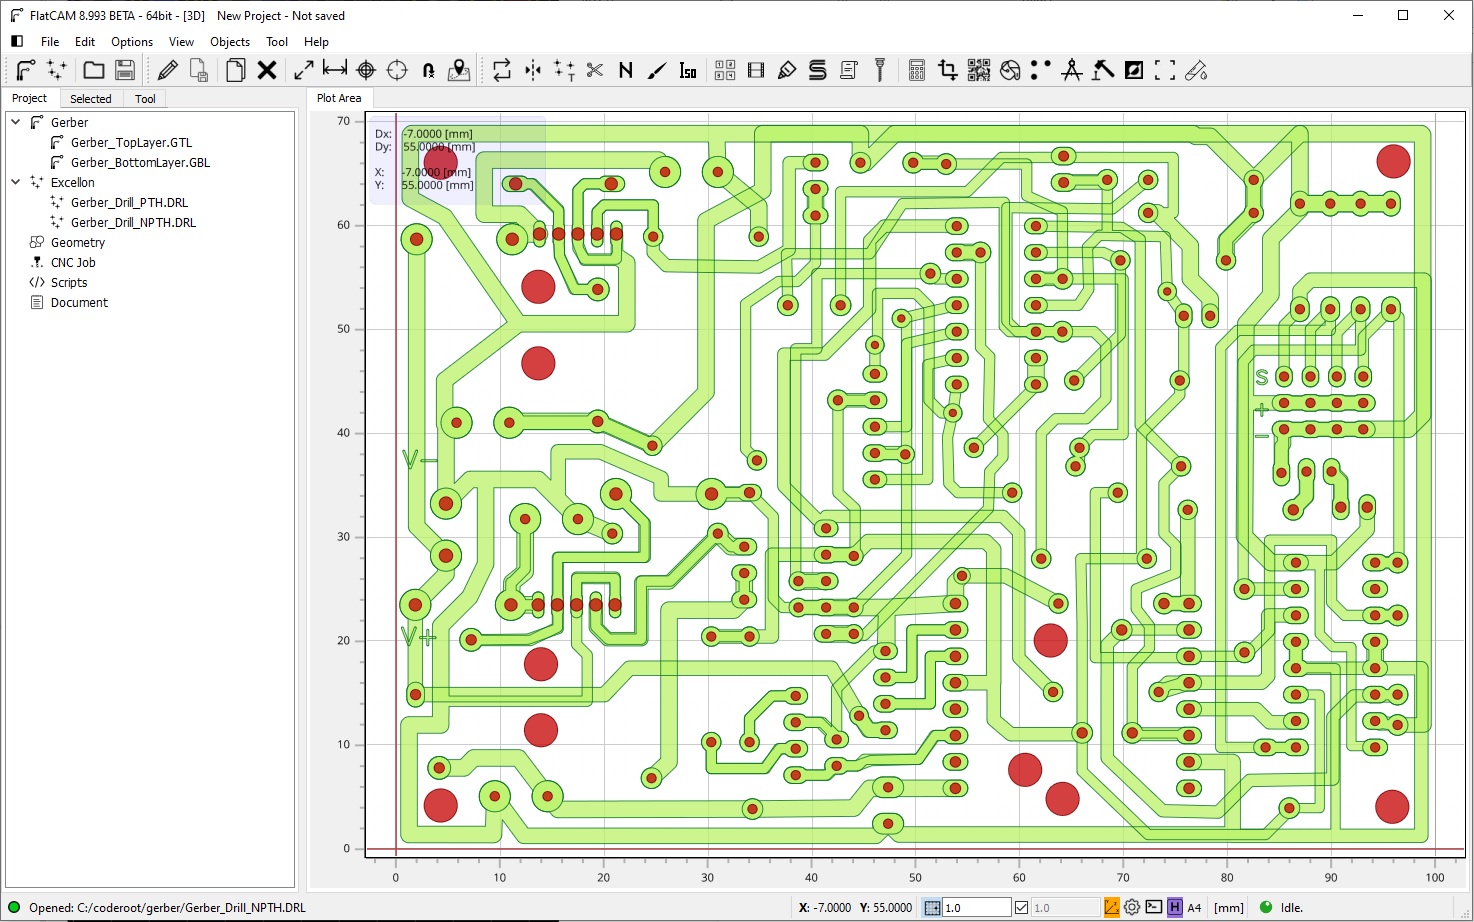 FlatCAM 8.993 BETA - 64bit - [3D]    New Project - Not saved
File Edit Options View Objects Tool Help
Iso
Project Selected Tool
Plot Area
Gerber
Gerber_TopLayer.GTL
Gerber_BottomLayer.GBL
Excellon
Gerber_Drill_PTH.DRL
Gerber_Drill_NPTH.DRL
Geometry
CNC Job
Scripts
Document
Dx: -7.0000 [mm]
Dy: 55.0000 [mm]
X: -7.0000 [mm]
Y: 55.0000 [mm]
70
60
50
40
30
20
10
0
S
+
–
V–
V+
0 10 20 30 40 50 60 70 80 90 100
Opened: C:/coderoot/gerber/Gerber_Drill_NPTH.DRL
X: -7.0000 Y: 55.0000 1.0 1.0 H A4 [mm] Idle.